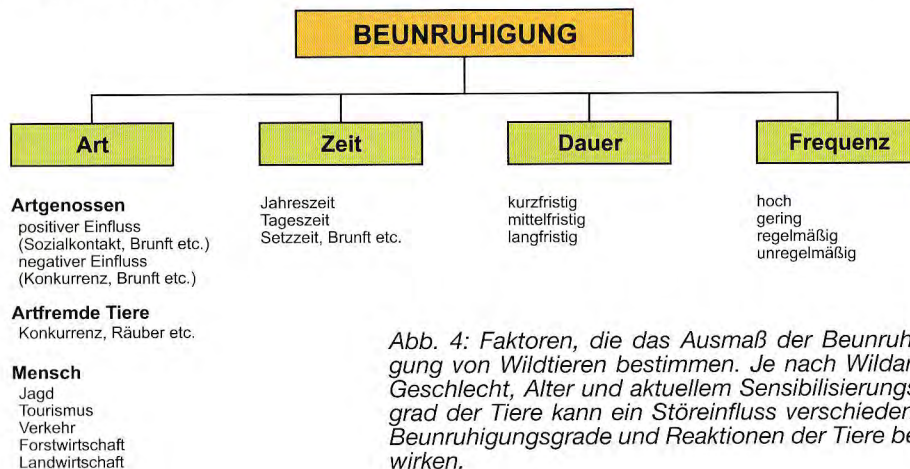 BEUNRUHIGUNG
Art
Zeit
Dauer
Frequenz
Artgenossen
positiver Einfluss
(Sozialkontakt, Brunft etc.)
negativer Einfluss
(Konkurrenz, Brunft etc.)
Artfremde Tiere
Konkurrenz, Räuber etc.
Mensch
Jagd
Tourismus
Verkehr
Forstwirtschaft
Landwirtschaft
Jahreszeit
Tageszeit
Setzzeit, Brunft etc.
kurzfristig
mittelfristig
langfristig
hoch
gering
regelmäßig
unregelmäßig
Abb. 4: Faktoren, die das Ausmaß der Beunruh
gung von Wildtieren bestimmen. Je nach Wildar
Geschlecht, Alter und aktuellem Sensibilisierungs
grad der Tiere kann ein Störeinfluss verschieden
Beunruhigungsgrade und Reaktionen der Tiere be
wirken.